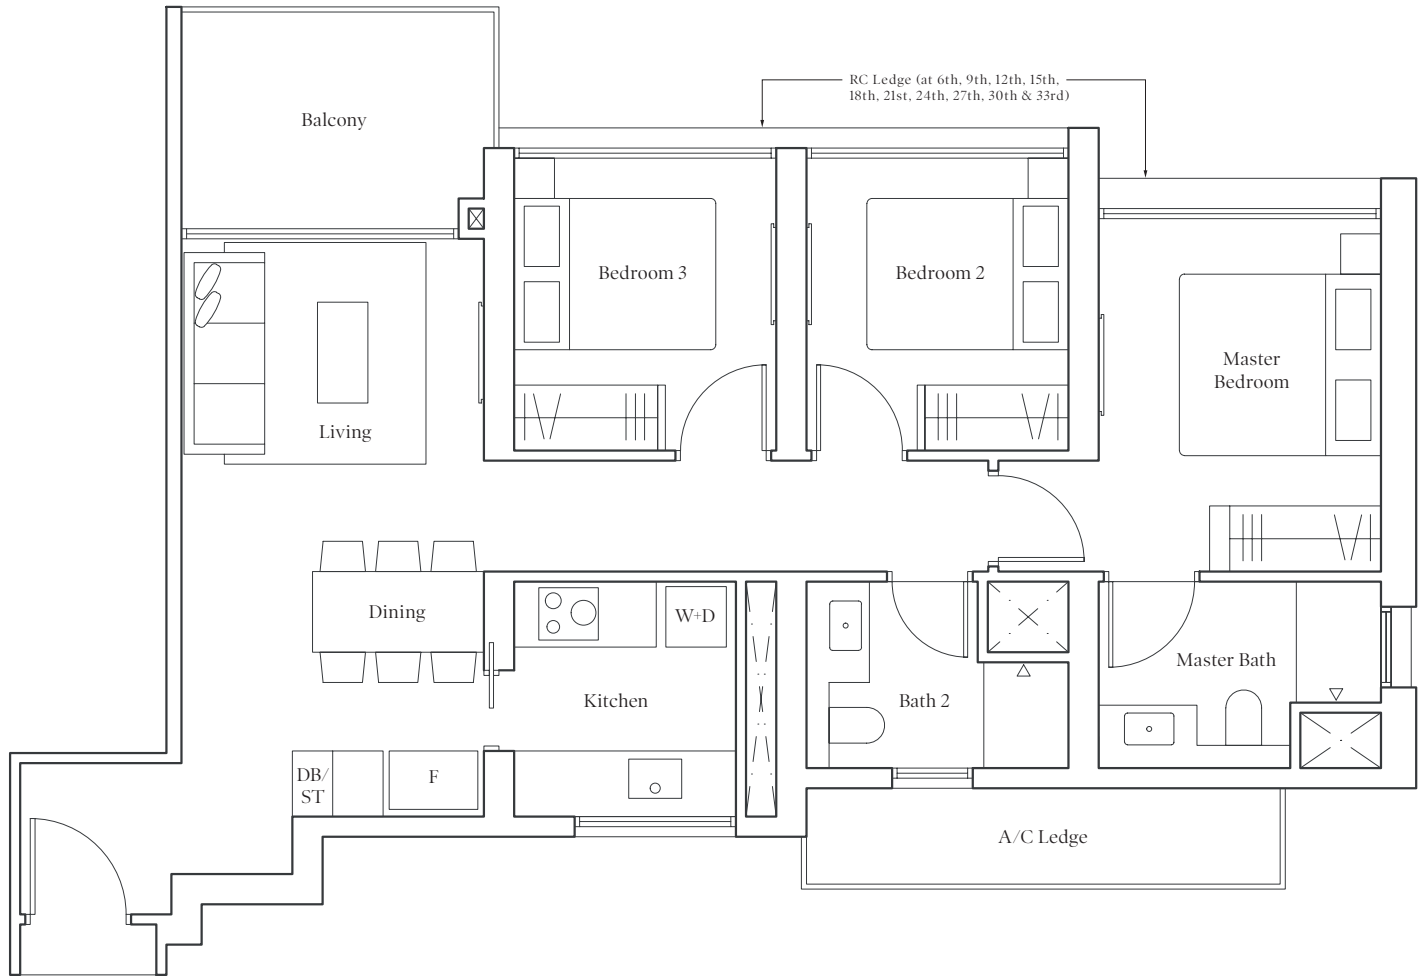 RC Ledge (at 6th, 9th, 12th, 15th,
18th, 21st, 24th, 27th, 30th & 33rd)
Balcony
Bedroom 3
Bedroom 2
Master
Bedroom
Living
Dining
W+D
Kitchen
Bath 2
Master Bath
DB/
ST
F
A/C Ledge